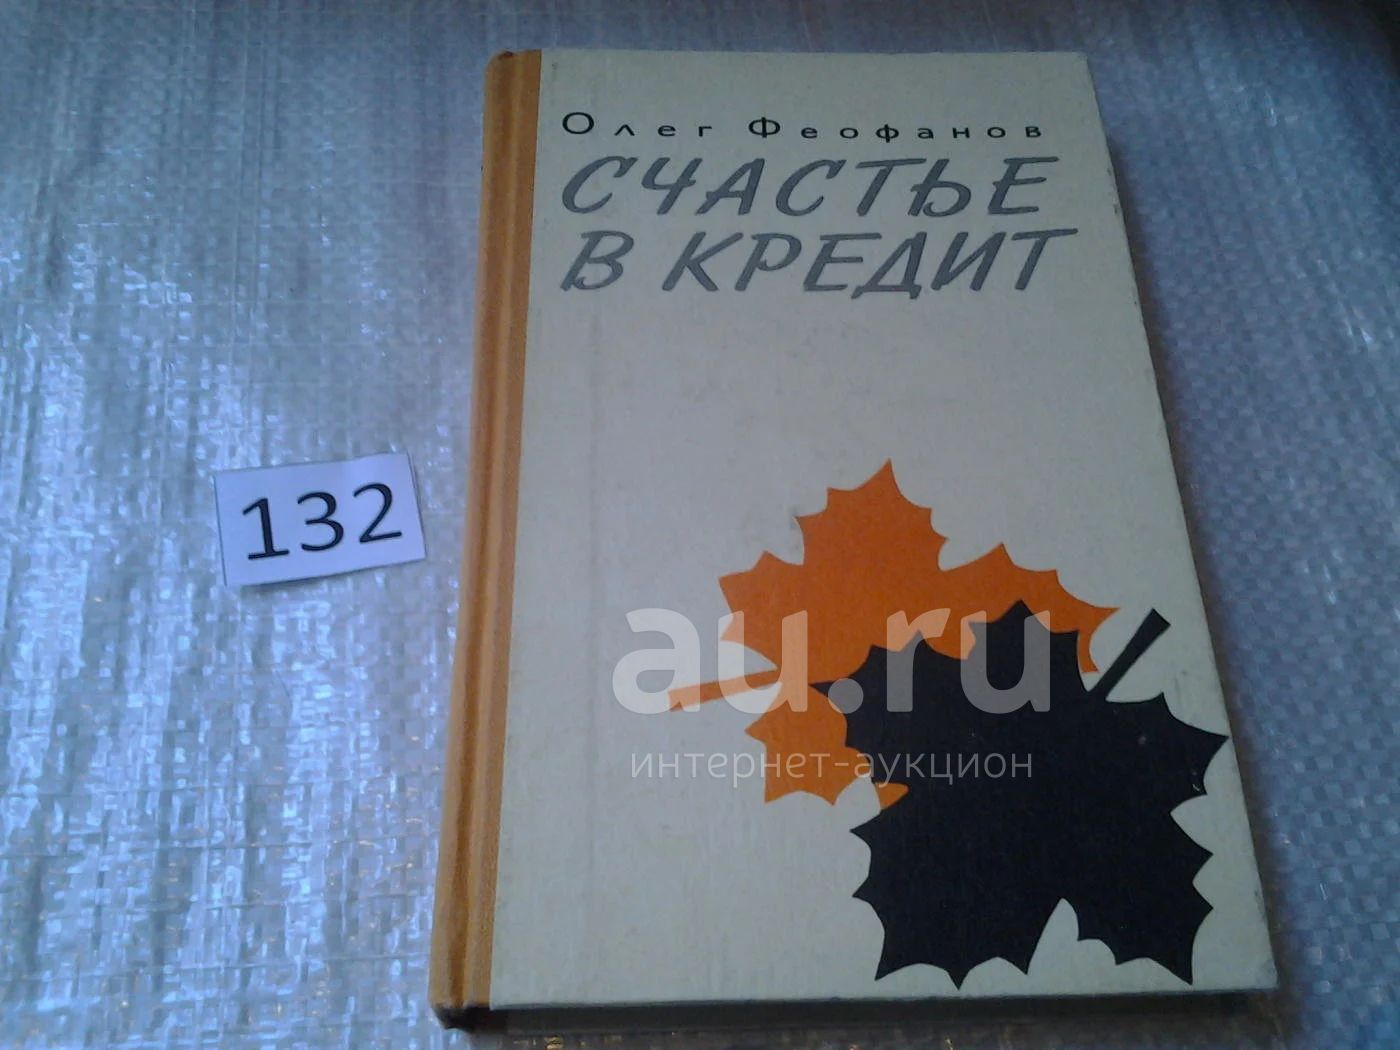 Олег Феофанов
СЧАСТЬЕ
В КРЕДИТ
132
au.ru
интернет-аукцион